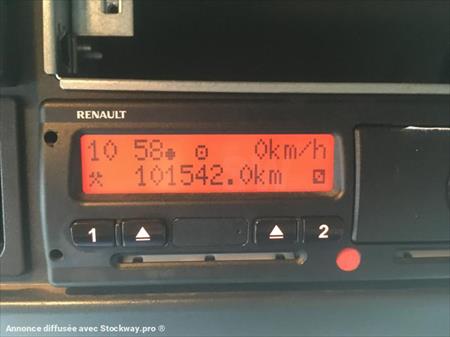 RENAULT
10 58 0km/h
101542.0km
1 2
Annonce diffusée avec Stockway.pro ®